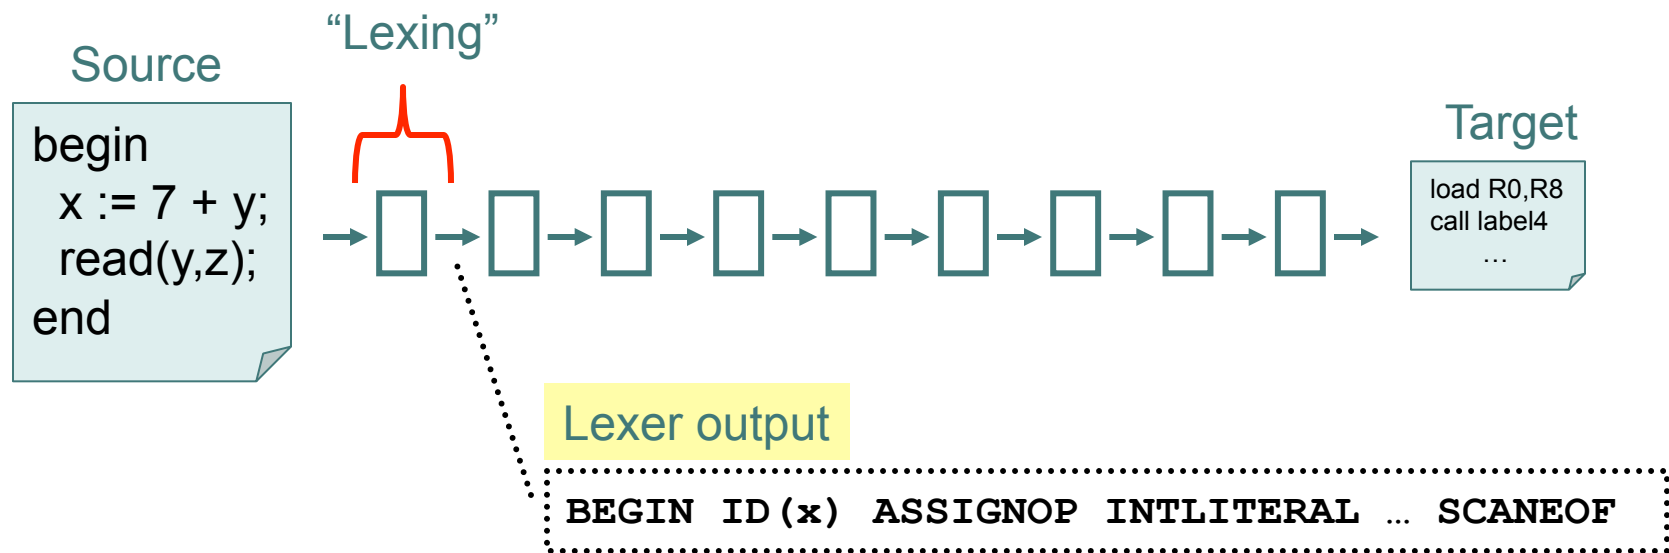 “Lexing”
Source
begin
x := 7 + y;
read(y,z);
end
Target
load R0,R8
call label4
…
Lexer output
BEGIN ID(x) ASSIGNOP INTLITERAL … SCANEOF